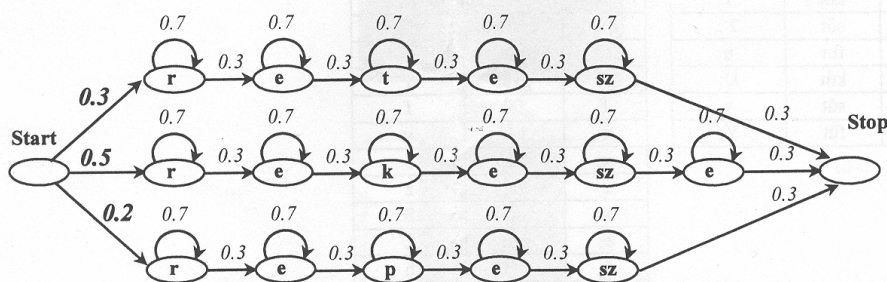 0.7 0.7 0.7 0.7 0.7
r 0.3 e 0.3 t 0.3 e 0.3 sz
0.3 0.3
Start 0.7 0.7 0.7 0.7 0.7 0.7 Stop
0.5 r 0.3 e 0.3 k 0.3 e 0.3 sz 0.3 e 0.3
0.2 0.7 0.7 0.7 0.7 0.7 0.3
r 0.3 e 0.3 p 0.3 e 0.3 sz